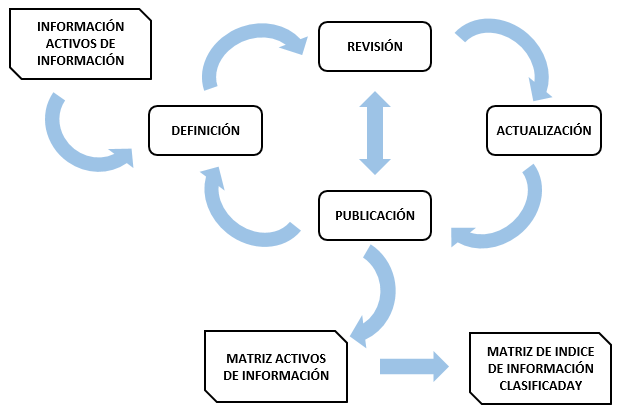 INFORMACIÓN
ACTIVOS DE
INFORMACIÓN
REVISIÓN
DEFINICIÓN
ACTUALIZACIÓN
PUBLICACIÓN
MATRIZ ACTIVOS
DE INFORMACIÓN
MATRIZ DE INDICE
DE INFORMACIÓN
CLASIFICADAY